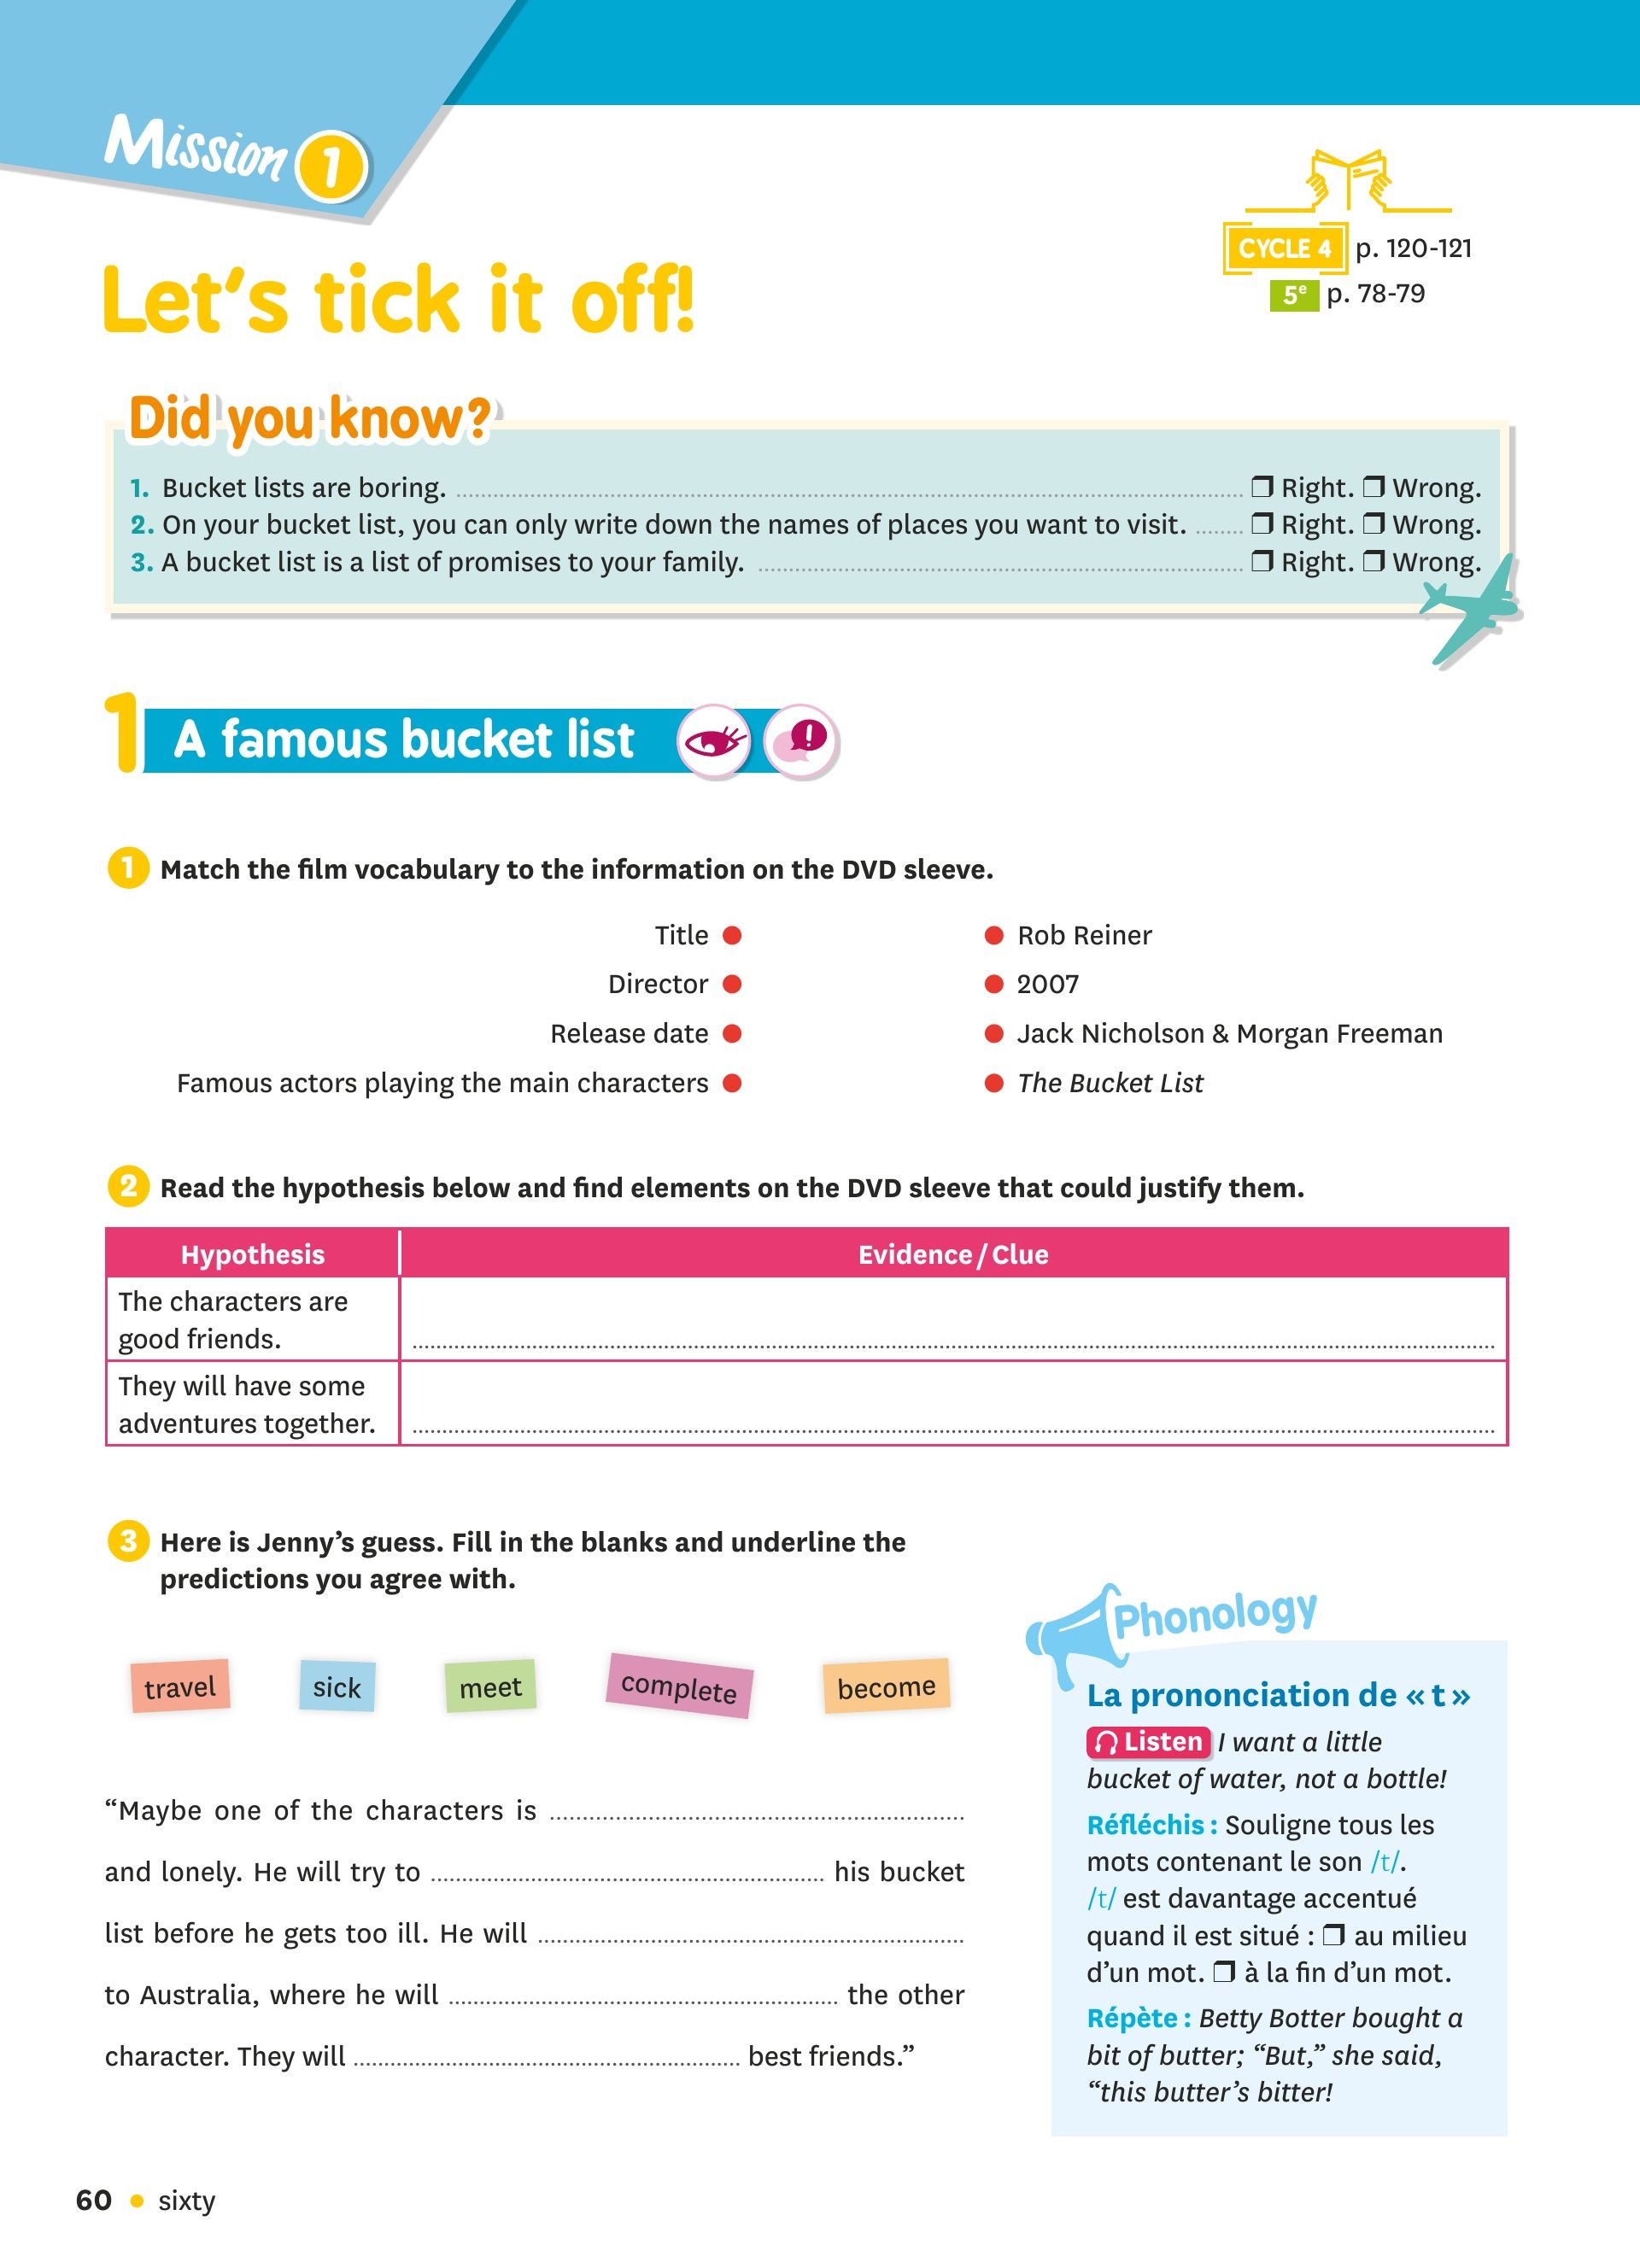 Mission 1
CYCLE 4 p. 120-121
5e p. 78-79
Let's tick it off!
Did you know?
1. Bucket lists are boring. ❒ Right. ❒ Wrong.
2. On your bucket list, you can only write down the names of places you want to visit. ❒ Right. ❒ Wrong.
3. A bucket list is a list of promises to your family. ❒ Right. ❒ Wrong.
1 A famous bucket list
1 Match the film vocabulary to the information on the DVD sleeve.
Title ● ● Rob Reiner
Director ● ● 2007
Release date ● ● Jack Nicholson & Morgan Freeman
Famous actors playing the main characters ● ● The Bucket List
2 Read the hypothesis below and find elements on the DVD sleeve that could justify them.
Hypothesis Evidence / Clue
The characters are
good friends.
They will have some
adventures together.
3 Here is Jenny's guess. Fill in the blanks and underline the
predictions you agree with.
travel sick meet complete become
“Maybe one of the characters is
and lonely. He will try to his bucket
list before he gets too ill. He will
to Australia, where he will the other
character. They will best friends.”
Phonology
La prononciation de « t »
Listen I want a little
bucket of water, not a bottle!
Réfléchis : Souligne tous les
mots contenant le son /t/.
/t/ est davantage accentué
quand il est situé : ❒ au milieu
d'un mot. ❒ à la fin d'un mot.
Répète : Betty Botter bought a
bit of butter; “But,” she said,
“this butter's bitter!
60 • sixty